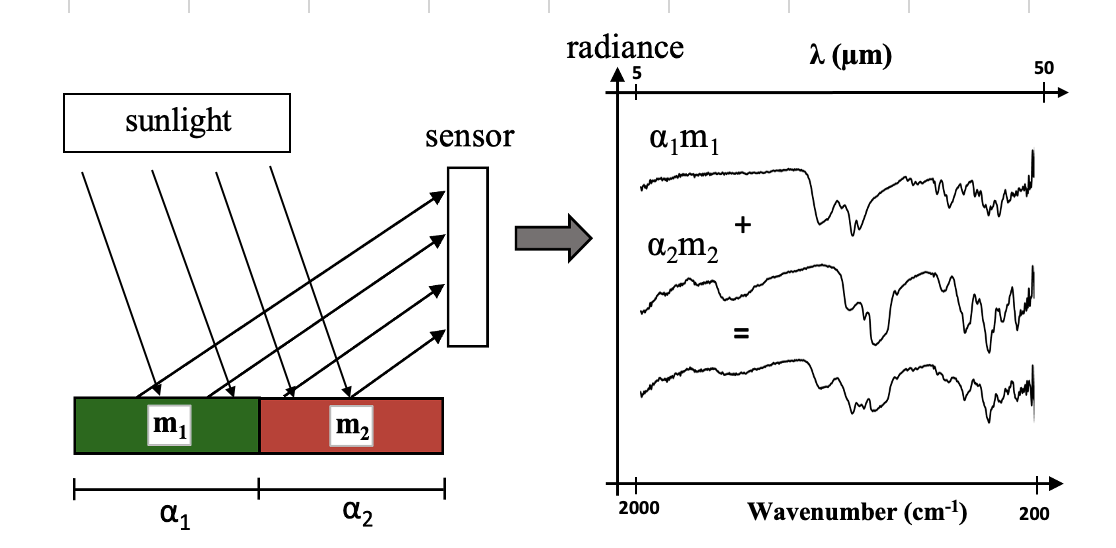 sunlight
sensor
m₁
m₂
α₁
α₂
radiance
λ (μm)
5
50
α₁m₁
+
α₂m₂
=
2000
Wavenumber (cm⁻¹)
200